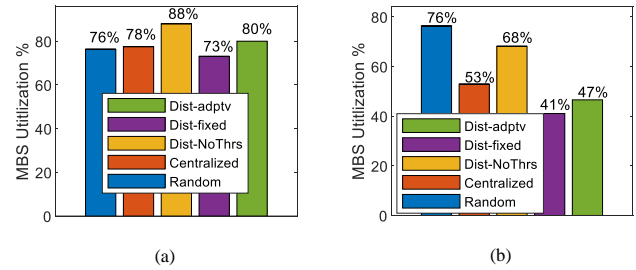 MBS Utitlization %
80
60
40
20
0
76%
78%
88%
73%
80%
Dist-adptv
Dist-fixed
Dist-NoThrs
Centralized
Random
(a)
MBS Utitlization %
80
60
40
20
0
76%
53%
68%
41%
47%
Dist-adptv
Dist-fixed
Dist-NoThrs
Centralized
Random
(b)